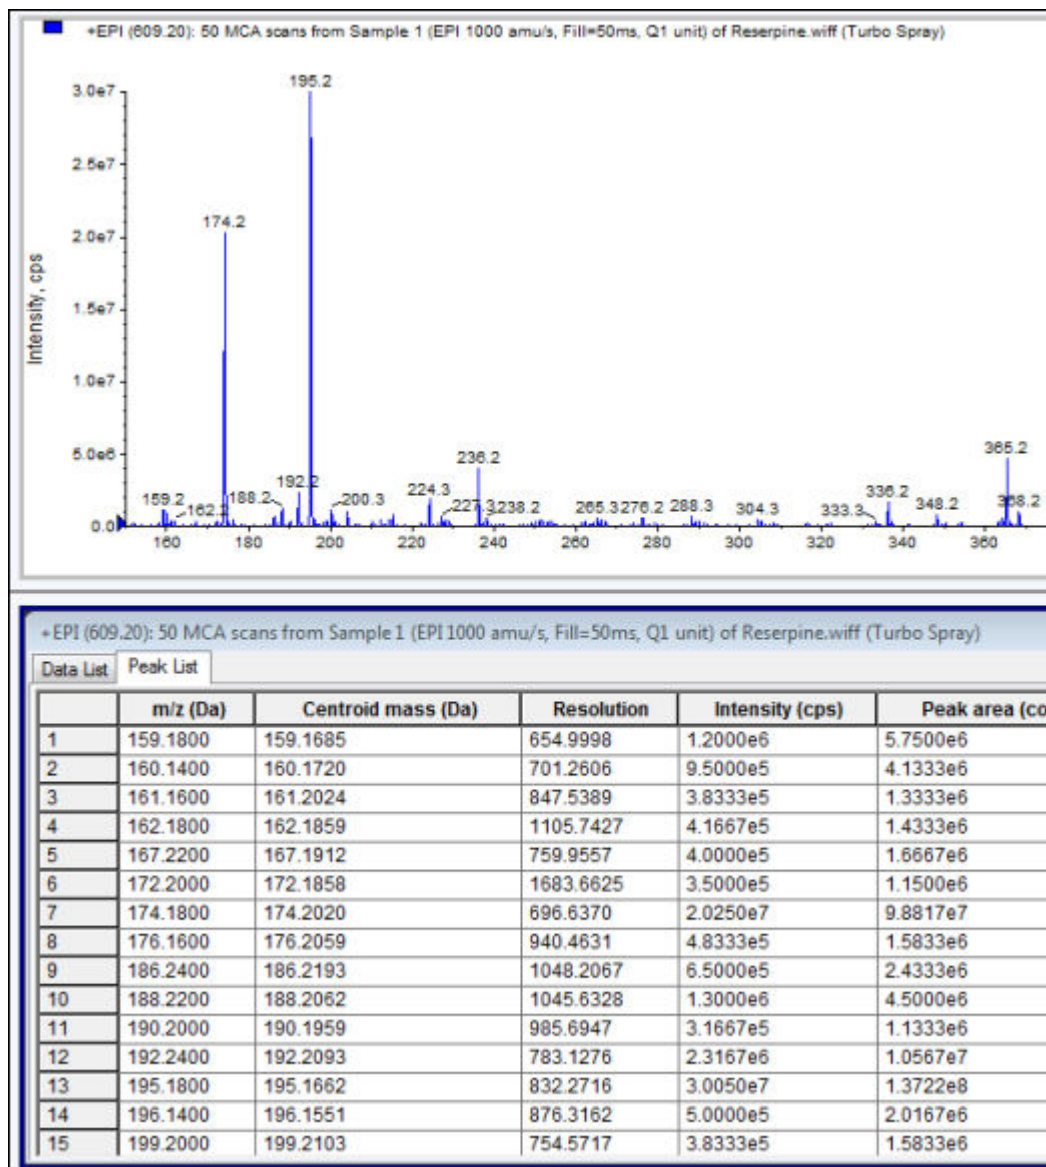 +EPI (609.20): 50 MCA scans from Sample 1 (EPI 1000 amu/s, Fill=50ms, Q1 unit) of Reserpine.wiff (Turbo Spray)
195.2
3.0e7
2.5e7
174.2
2.0e7
Intensity, cps
1.5e7
1.0e7
5.0e6
236.2
365.2
159.2
162.2
188.2
192.2
200.3
224.3
227.3
238.2
265.3
276.2
288.3
304.3
333.3
336.2
348.2
368.2
0.0
160 180 200 220 240 260 280 300 320 340 360
+EPI (609.20): 50 MCA scans from Sample 1 (EPI 1000 amu/s, Fill=50ms, Q1 unit) of Reserpine.wiff (Turbo Spray)
Data List Peak List
m/z (Da) Centroid mass (Da) Resolution Intensity (cps) Peak area (co
1 159.1800 159.1685 654.9998 1.2000e6 5.7500e6
2 160.1400 160.1720 701.2606 9.5000e5 4.1333e6
3 161.1600 161.2024 847.5389 3.8333e5 1.3333e6
4 162.1800 162.1859 1105.7427 4.1667e5 1.4333e6
5 167.2200 167.1912 759.9557 4.0000e5 1.6667e6
6 172.2000 172.1858 1683.6625 3.5000e5 1.1500e6
7 174.1800 174.2020 696.6370 2.0250e7 9.8817e7
8 176.1600 176.2059 940.4631 4.8333e5 1.5833e6
9 186.2400 186.2193 1048.2067 6.5000e5 2.4333e6
10 188.2200 188.2062 1045.6328 1.3000e6 4.5000e6
11 190.2000 190.1959 985.6947 3.1667e5 1.1333e6
12 192.2400 192.2093 783.1276 2.3167e6 1.0567e7
13 195.1800 195.1662 832.2716 3.0050e7 1.3722e8
14 196.1400 196.1551 876.3162 5.0000e5 2.0167e6
15 199.2000 199.2103 754.5717 3.8333e5 1.5833e6